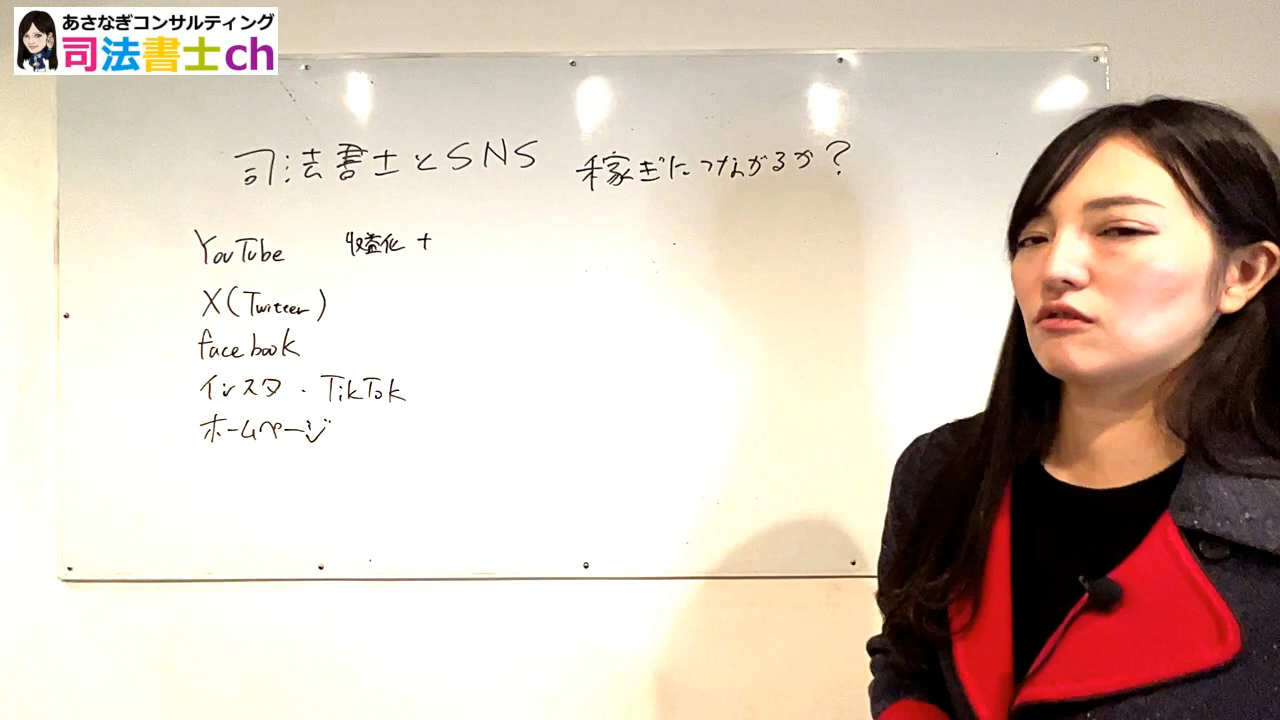 あさなぎコンサルティング
司法書士ch
司法書士とSNS 稼ぎにつながるか?
YouTube 収益化 +
X(Twitter)
facebook
インスタ・TikTok
ホームページ